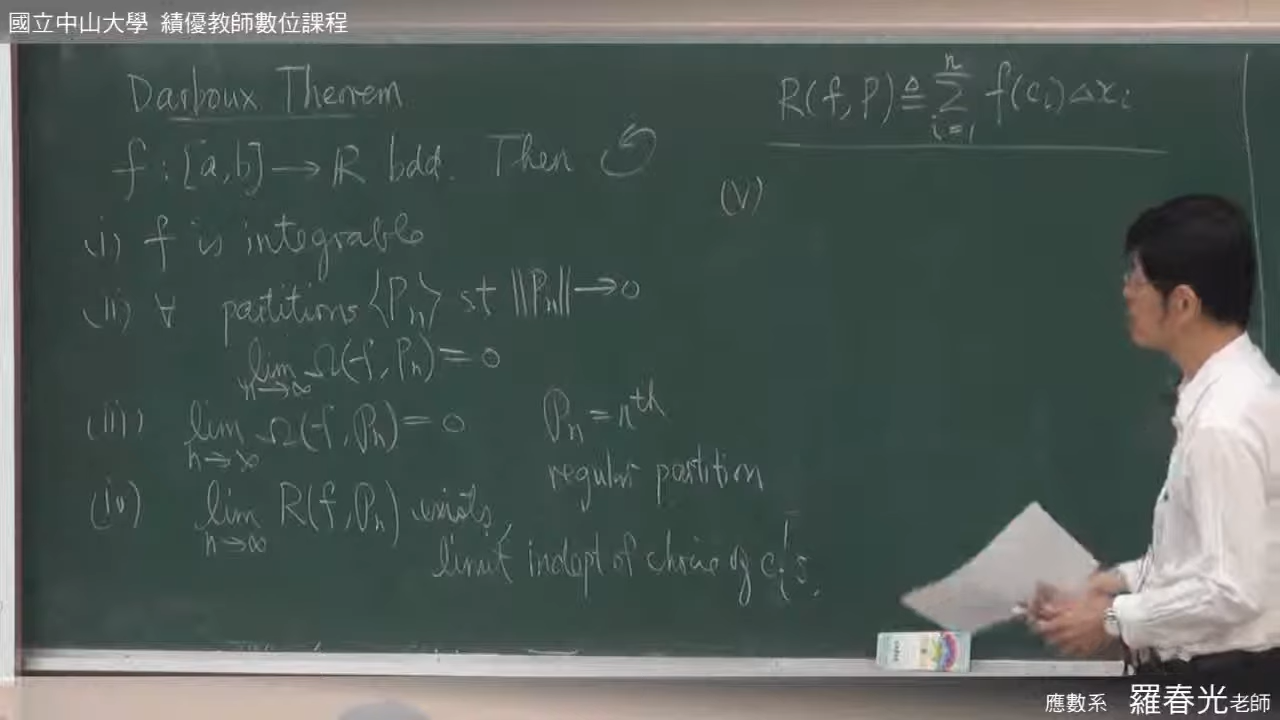 國立中山大學 績優教師數位課程
Darboux Theorem
f : [a,b] → ℝ bdd. Then
(i) f is integrable
(ii) ∀ partitions ⟨Pn⟩ st ||Pn|| → 0
lim n→∞ Ω(f, Pn) = 0
(iii) lim n→∞ Ω(f, Pn) = 0
Pn = nth
regular partition
(iv) lim n→∞ R(f, Pn) exists,
limit indept of choice of ci's.
R(f, P) ≜ ∑ i=1 n f(ci) Δxi
(V)
應數系 羅春光老師